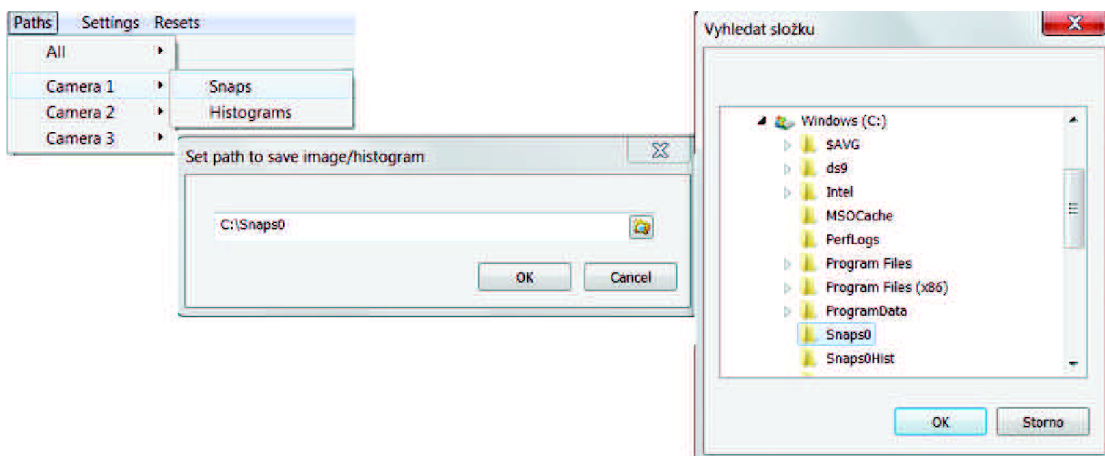 Paths Settings Resets
All
Camera 1
Camera 2
Camera 3
Snaps
Histograms
Set path to save image/histogram
C:\Snaps0
OK Cancel
Vyhledat složku
Windows (C:)
$AVG
ds9
Intel
MSOCache
PerfLogs
Program Files
Program Files (x86)
ProgramData
Snaps0
Snaps0Hist
OK Storno